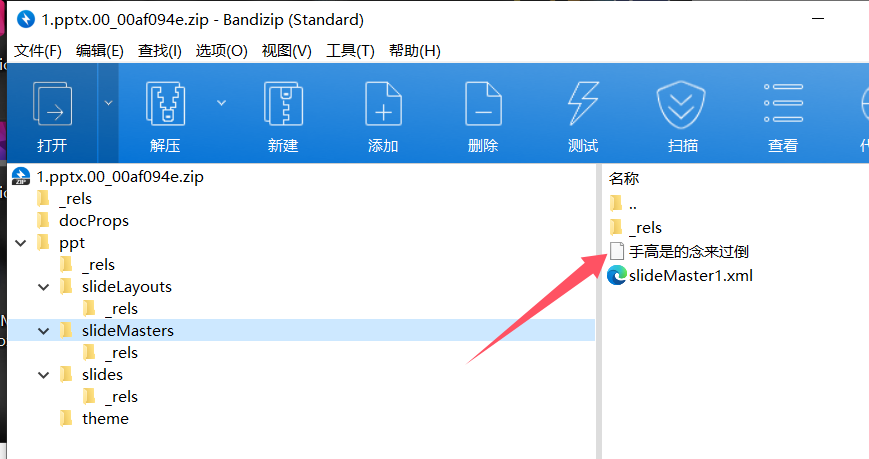 1.pptx.00_00af094e.zip - Bandizip (Standard)
文件(F) 编辑(E) 查找(I) 选项(O) 视图(V) 工具(T) 帮助(H)
打开 解压 新建 添加 删除 测试 扫描 查看
1.pptx.00_00af094e.zip
_rels
docProps
ppt
_rels
slideLayouts
_rels
slideMasters
_rels
slides
_rels
theme
名称
..
_rels
手高是的念来过倒
slideMaster1.xml